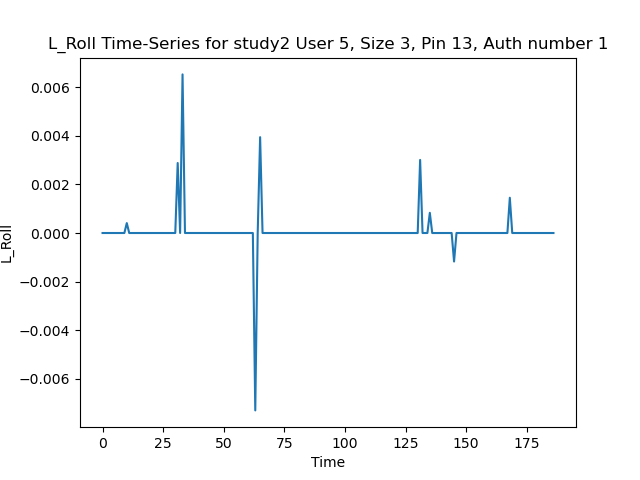 L_Roll Time-Series for study2 User 5, Size 3, Pin 13, Auth number 1
0.006
0.004
0.002
0.000
−0.002
−0.004
−0.006
L_Roll
0 25 50 75 100 125 150 175
Time